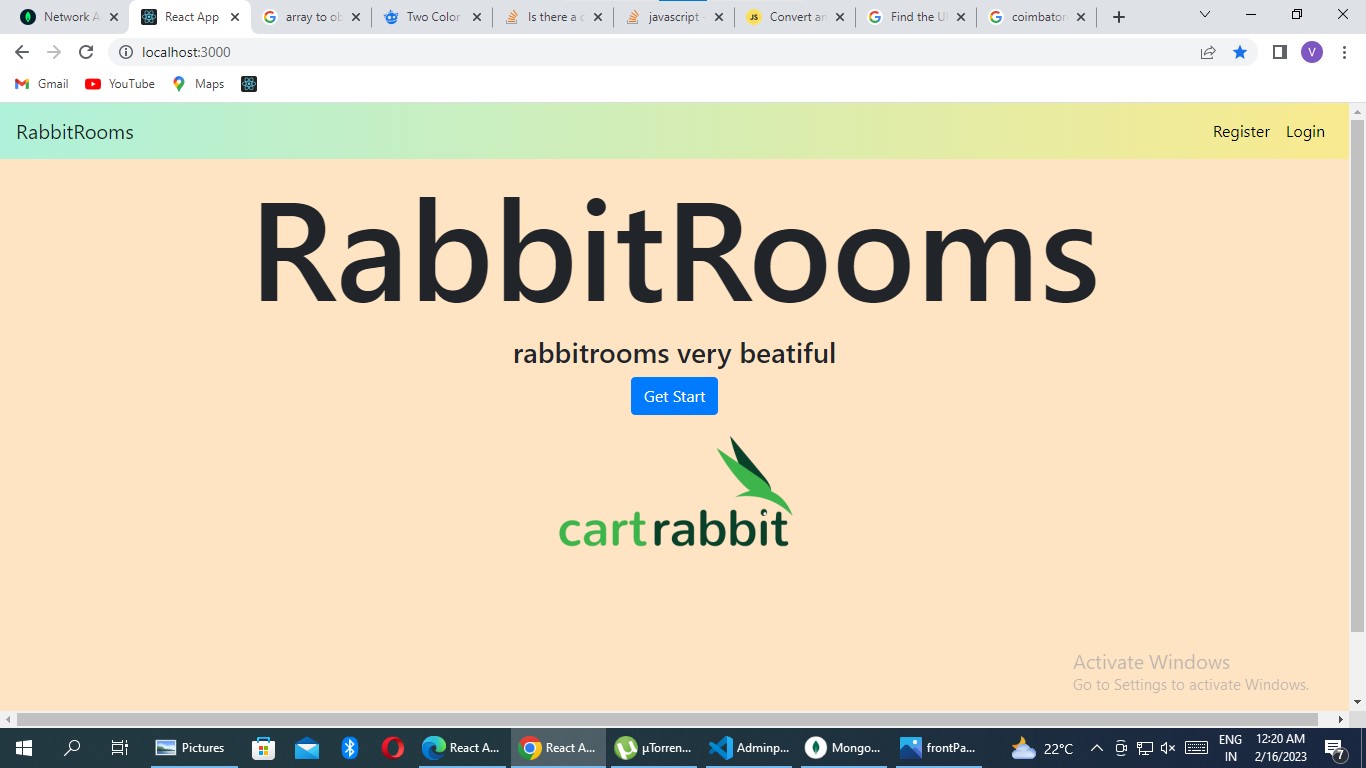 Network A
React App
array to ob
Two Color
Is there a c
javascript -
Convert an
Find the U
coimbator
localhost:3000
V
Gmail
YouTube
Maps
RabbitRooms
Register Login
RabbitRooms
rabbitrooms very beatiful
Get Start
cartrabbit
Activate Windows
Go to Settings to activate Windows.
Pictures
React A...
React A...
µTorren...
Adminp...
Mongo...
frontPa...
22°C
ENG
IN
12:20 AM
2/16/2023
7